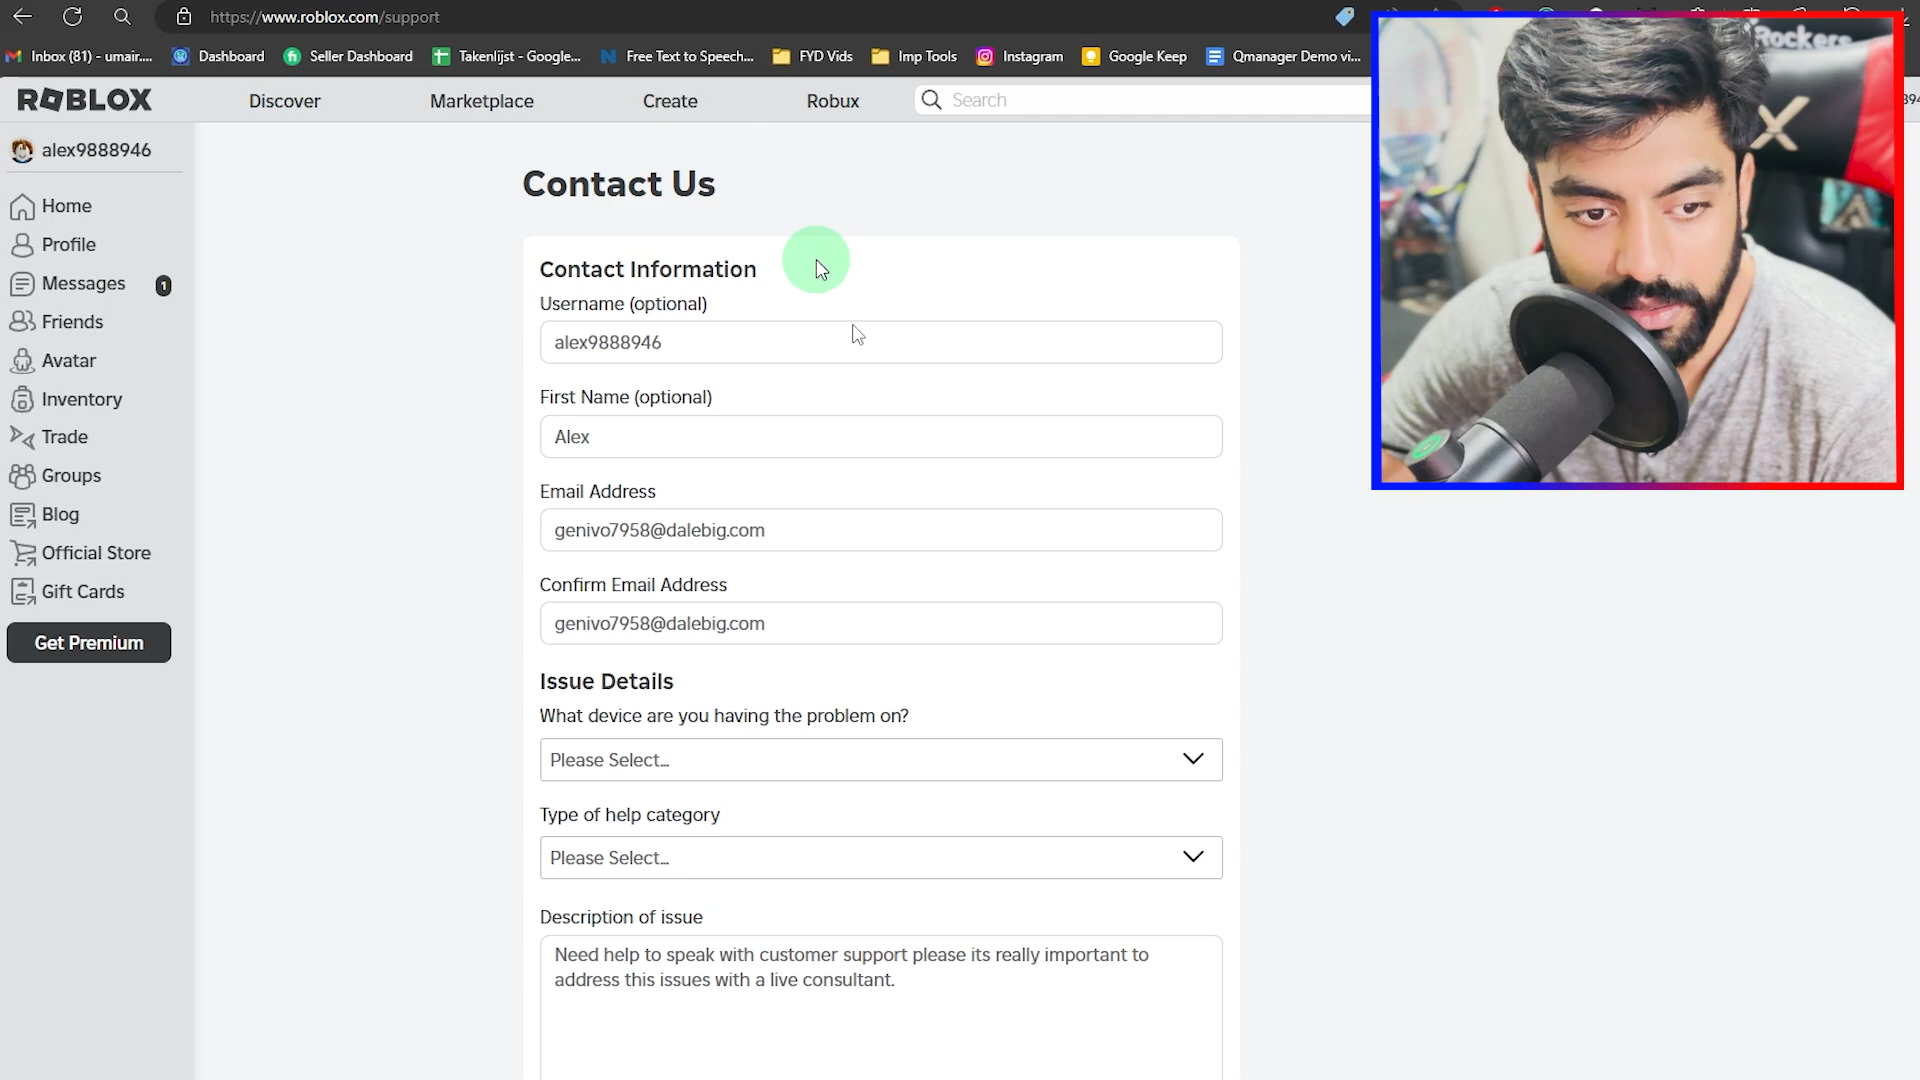 https://www.roblox.com/support
Inbox (81) - umair....
Dashboard
Seller Dashboard
Takenlijst - Google...
Free Text to Speech...
FYD Vids
Imp Tools
Instagram
Google Keep
Qmanager Demo vi...
ROBLOX
Discover
Marketplace
Create
Robux
Search
alex9888946
Home
Profile
Messages
1
Friends
Avatar
Inventory
Trade
Groups
Blog
Official Store
Gift Cards
Get Premium
Contact Us
Contact Information
Username (optional)
alex9888946
First Name (optional)
Alex
Email Address
genivo7958@dalebig.com
Confirm Email Address
genivo7958@dalebig.com
Issue Details
What device are you having the problem on?
Please Select...
Type of help category
Please Select...
Description of issue
Need help to speak with customer support please its really important to
address this issues with a live consultant.
Rockers